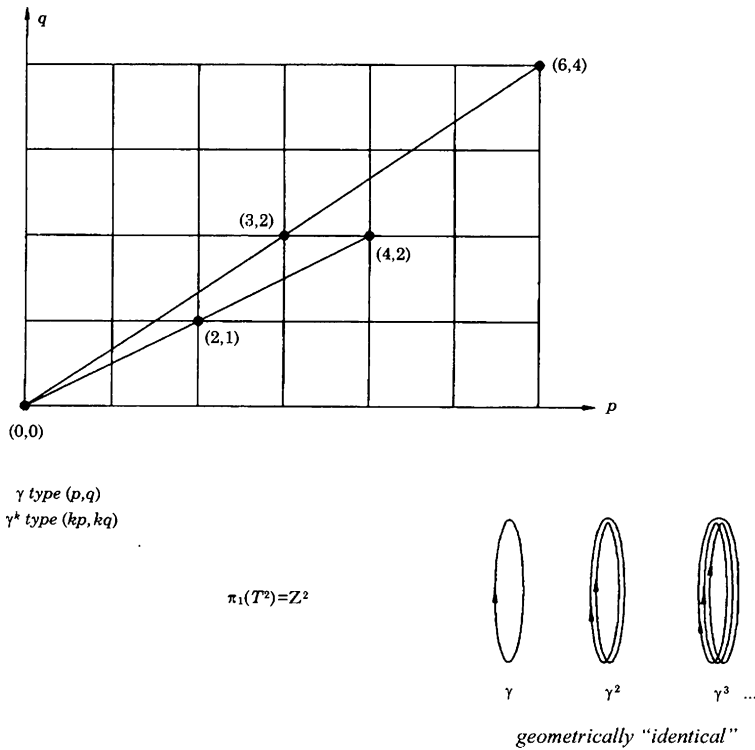 q
(6,4)
(3,2)
(4,2)
(2,1)
p
(0,0)
γ type (p,q)
γᵏ type (kp,kq)
π₁(T²)=Z²
γ γ² γ³ ...
geometrically “identical”